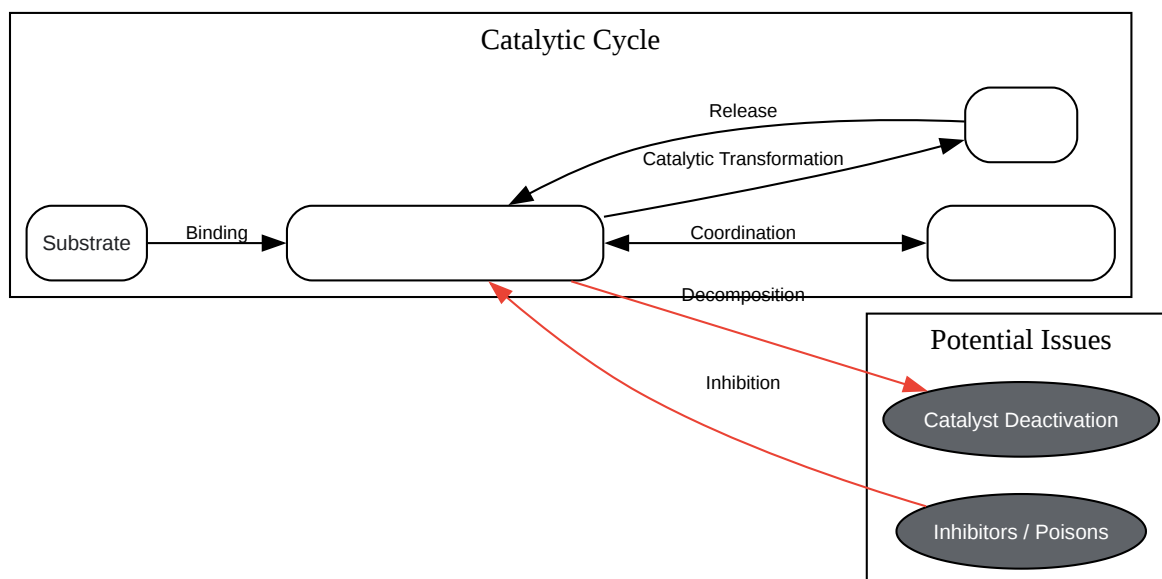 Catalytic Cycle
Release
Catalytic Transformation
Substrate
Binding
Coordination
Decomposition
Potential Issues
Inhibition
Catalyst Deactivation
Inhibitors / Poisons